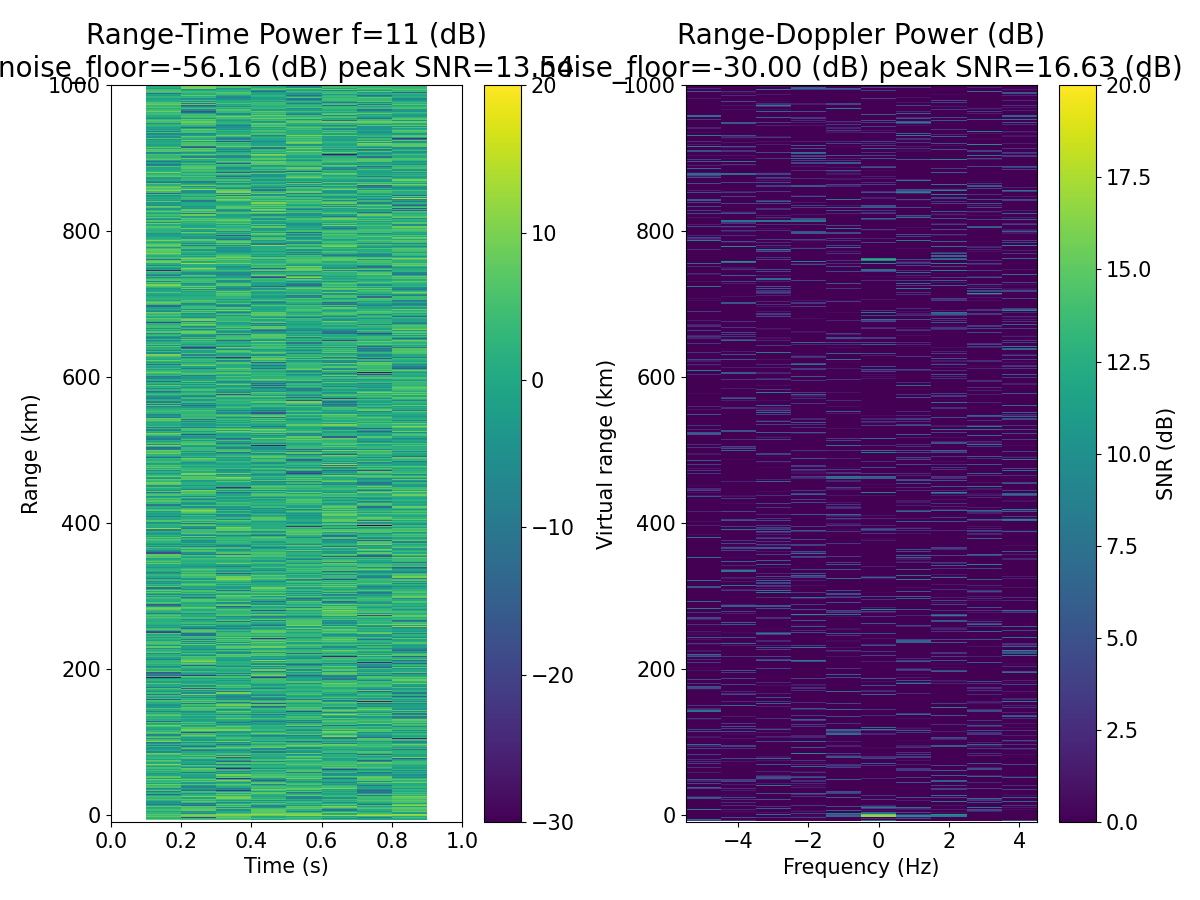 Range-Time Power f=11 (dB)
noise_floor=-56.16 (dB) peak SNR=13.54
Range-Doppler Power (dB)
noise_floor=-30.00 (dB) peak SNR=16.63 (dB)
1000
800
600
400
200
0
Range (km)
0.0 0.2 0.4 0.6 0.8 1.0
Time (s)
20
10
0
−10
−20
−30
1000
800
600
400
200
0
Virtual range (km)
−4 −2 0 2 4
Frequency (Hz)
20.0
17.5
15.0
12.5
10.0
7.5
5.0
2.5
0.0
SNR (dB)